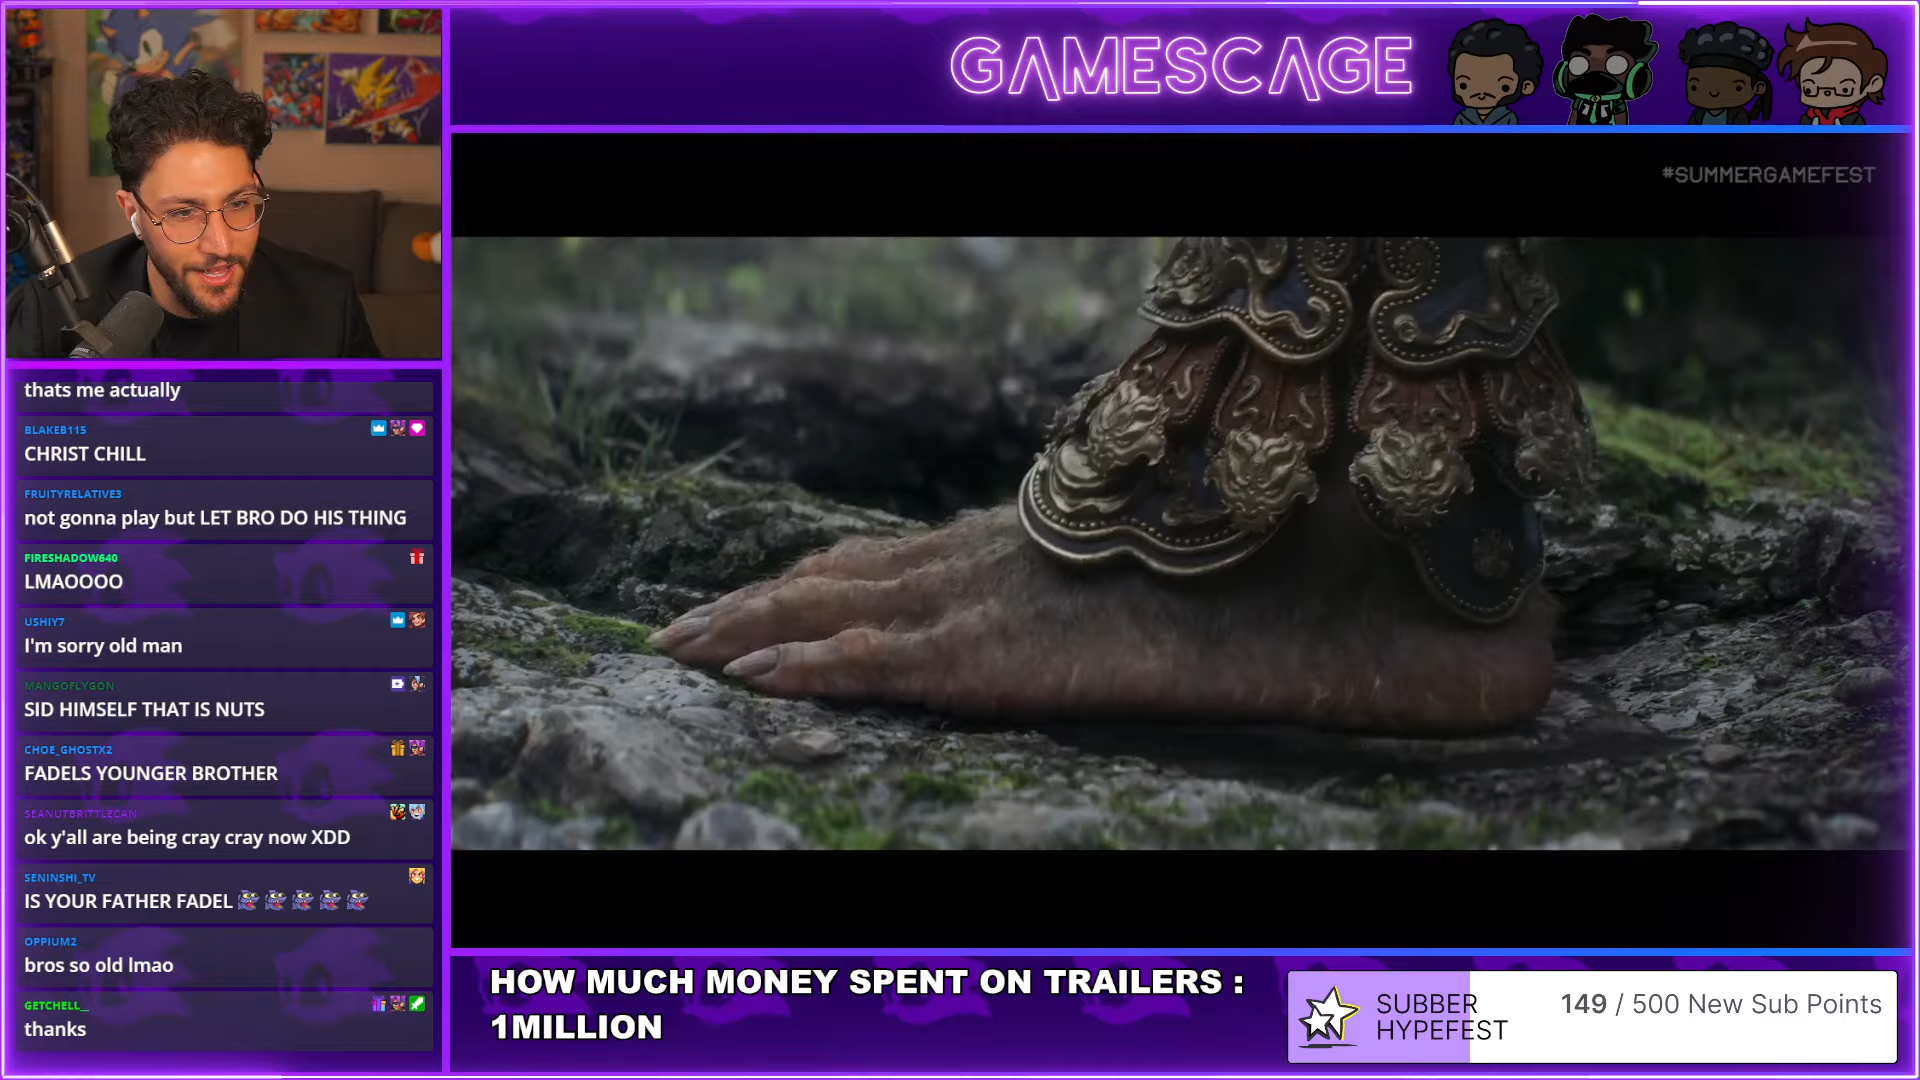 GAMESCAGE
#SUMMERGAMEFEST
thats me actually
BLAKEB115
CHRIST CHILL
FRUITYRELATIVE3
not gonna play but LET BRO DO HIS THING
FIRESHADOW640
LMAOOOO
USHIY7
I'm sorry old man
MANGOFLYGON
SID HIMSELF THAT IS NUTS
CHOE_GHOSTX2
FADELS YOUNGER BROTHER
SEANUTBRITTLECAN
ok y'all are being cray cray now XDD
SENINSHI_TV
IS YOUR FATHER FADEL
OPPIUM2
bros so old lmao
GETCHELL__
thanks
HOW MUCH MONEY SPENT ON TRAILERS :
1MILLION
SUBBER
HYPEFEST
149 / 500 New Sub Points